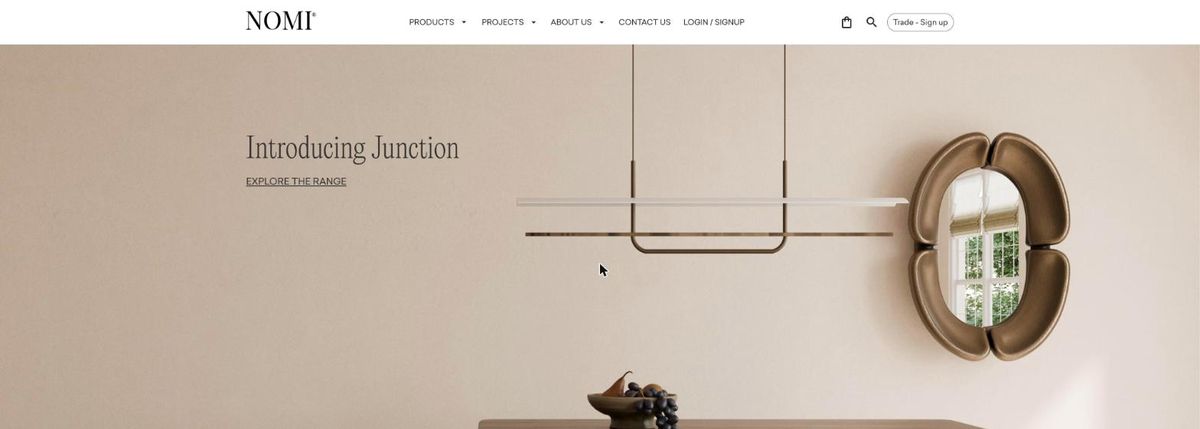 NOMI®
PRODUCTS
PROJECTS
ABOUT US
CONTACT US
LOGIN / SIGNUP
Trade - Sign up
Introducing Junction
EXPLORE THE RANGE